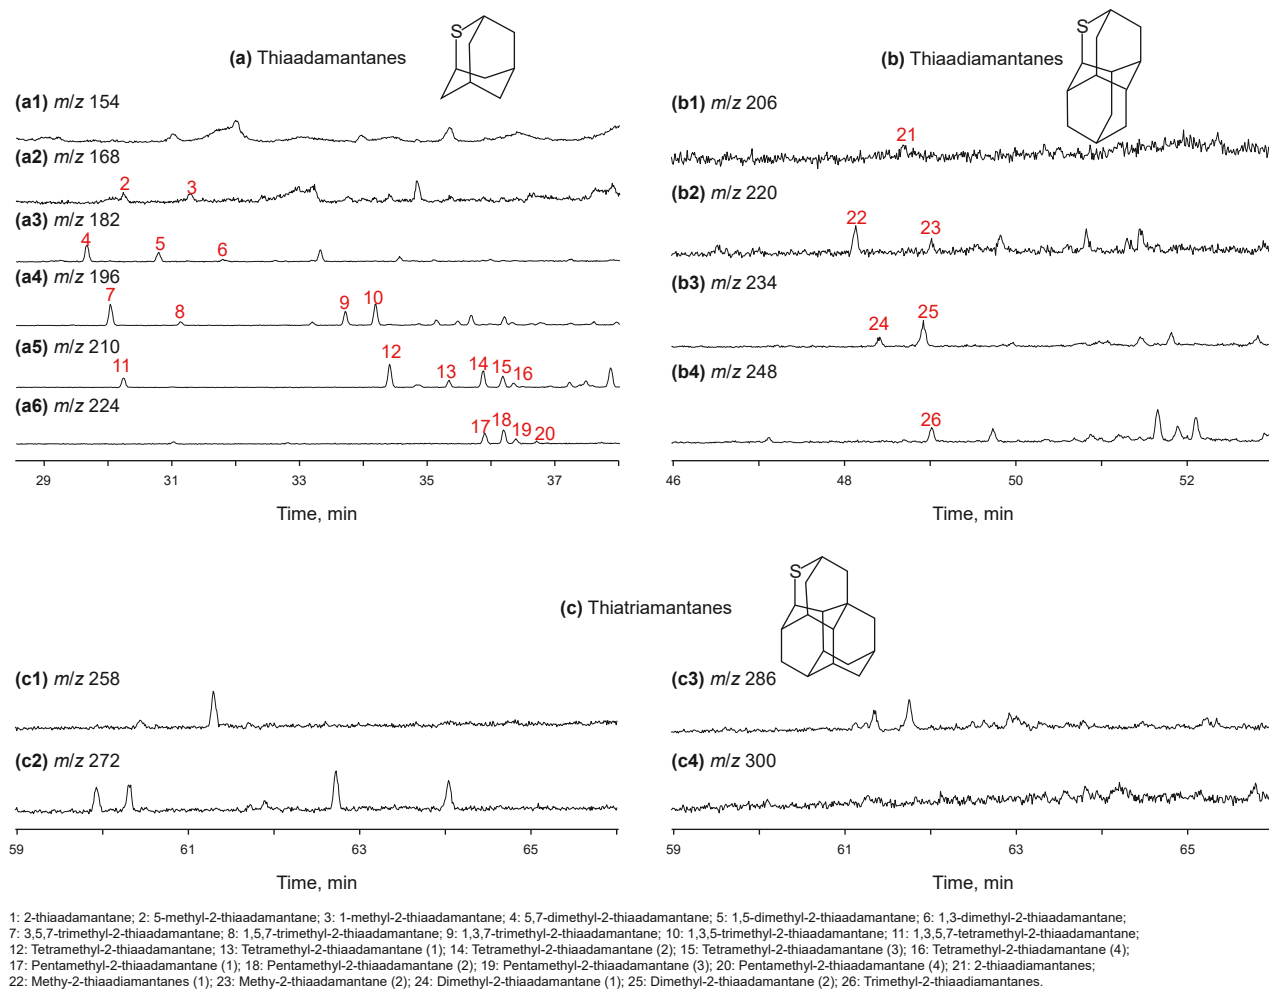 S
(a) Thiaadamantanes
(a1) m/z 154
(a2) m/z 168
2
3
(a3) m/z 182
4
5
6
(a4) m/z 196
7
8
9
10
(a5) m/z 210
11
12
13
14
15
16
(a6) m/z 224
17
18
19
20
29
31
33
35
37
Time, min
S
(b) Thiaadiamantanes
(b1) m/z 206
21
(b2) m/z 220
22
23
(b3) m/z 234
24
25
(b4) m/z 248
26
46
48
50
52
Time, min
S
(c) Thiatriamantanes
(c1) m/z 258
(c2) m/z 272
59
61
63
65
Time, min
(c3) m/z 286
(c4) m/z 300
59
61
63
65
Time, min
1: 2-thiaadamantane; 2: 5-methyl-2-thiaadamantane; 3: 1-methyl-2-thiaadamantane; 4: 5,7-dimethyl-2-thiaadamantane; 5: 1,5-dimethyl-2-thiaadamantane; 6: 1,3-dimethyl-2-thiaadamantane;
7: 3,5,7-trimethyl-2-thiaadamantane; 8: 1,5,7-trimethyl-2-thiaadamantane; 9: 1,3,7-trimethyl-2-thiaadamantane; 10: 1,3,5-trimethyl-2-thiaadamantane; 11: 1,3,5,7-tetramethyl-2-thiaadamantane;
12: Tetramethyl-2-thiaadamantane; 13: Tetramethyl-2-thiaadamantane (1); 14: Tetramethyl-2-thiaadamantane (2); 15: Tetramethyl-2-thiaadamantane (3); 16: Tetramethyl-2-thiaadamantane (4);
17: Pentamethyl-2-thiaadamantane (1); 18: Pentamethyl-2-thiaadamantane (2); 19: Pentamethyl-2-thiaadamantane (3); 20: Pentamethyl-2-thiaadamantane (4); 21: 2-thiaadiamantanes;
22: Methy-2-thiaadiamantanes (1); 23: Methy-2-thiaadamantane (2); 24: Dimethyl-2-thiaadamantane (1); 25: Dimethyl-2-thiaadamantane (2); 26: Trimethyl-2-thiaadiamantanes.